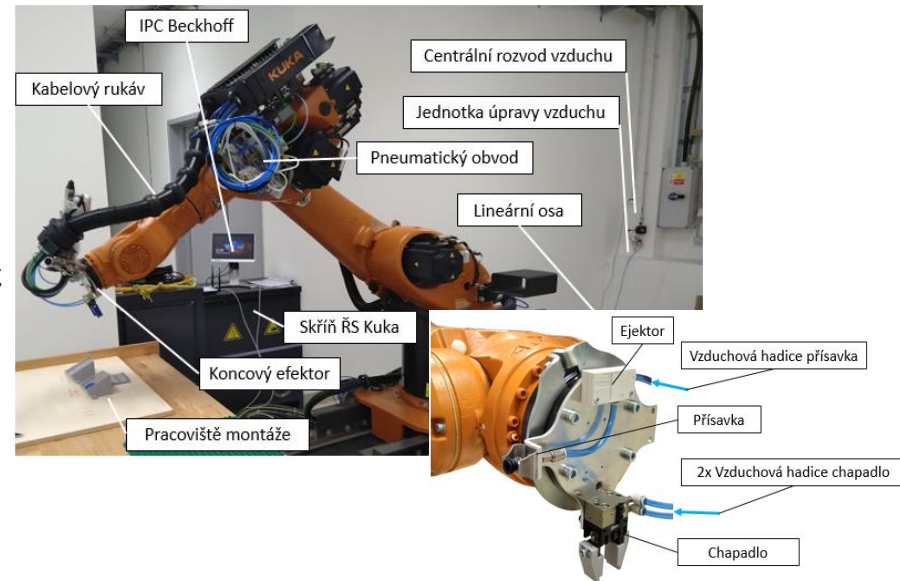 IPC Beckhoff
Centrální rozvod vzduchu
Kabelový rukáv
Jednotka úpravy vzduchu
KUKA
Pneumatický obvod
Lineární osa
Skříň ŘS Kuka
Koncový efektor
Pracoviště montáže
Ejektor
Vzduchová hadice přísavka
Přísavka
2x Vzduchová hadice chapadlo
Chapadlo